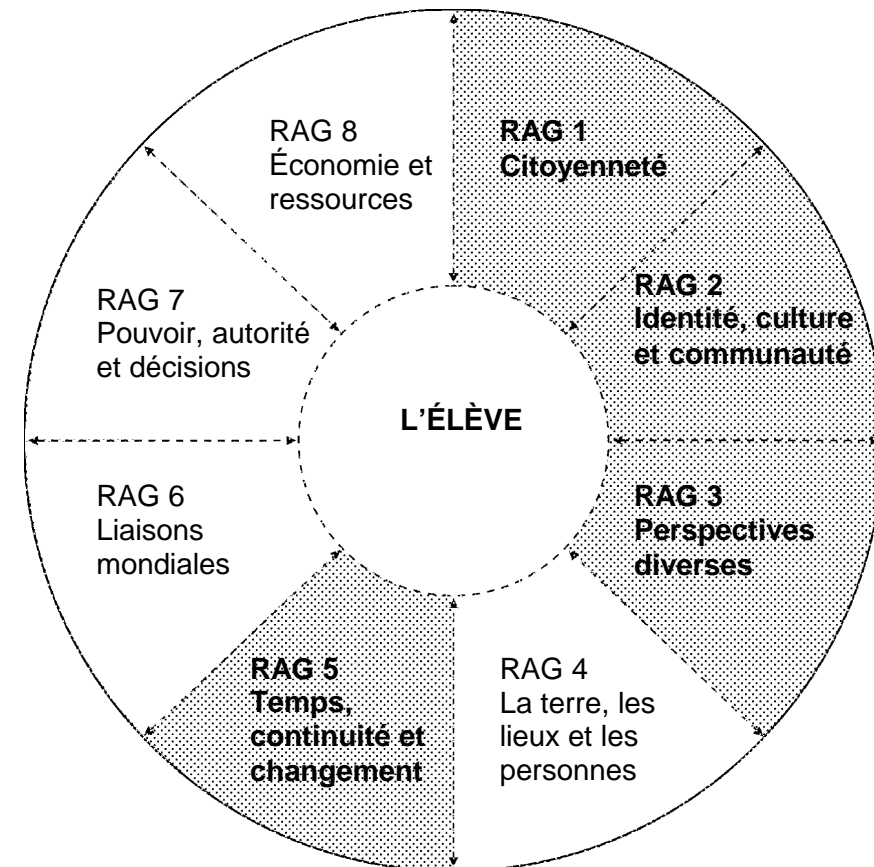 RAG 8
Économie et
ressources
RAG 1
Citoyenneté
RAG 7
Pouvoir, autorité
et décisions
RAG 2
Identité, culture
et communauté
L'ÉLÈVE
RAG 6
Liaisons
mondiales
RAG 3
Perspectives
diverses
RAG 5
Temps,
continuité et
changement
RAG 4
La terre, les
lieux et les
personnes